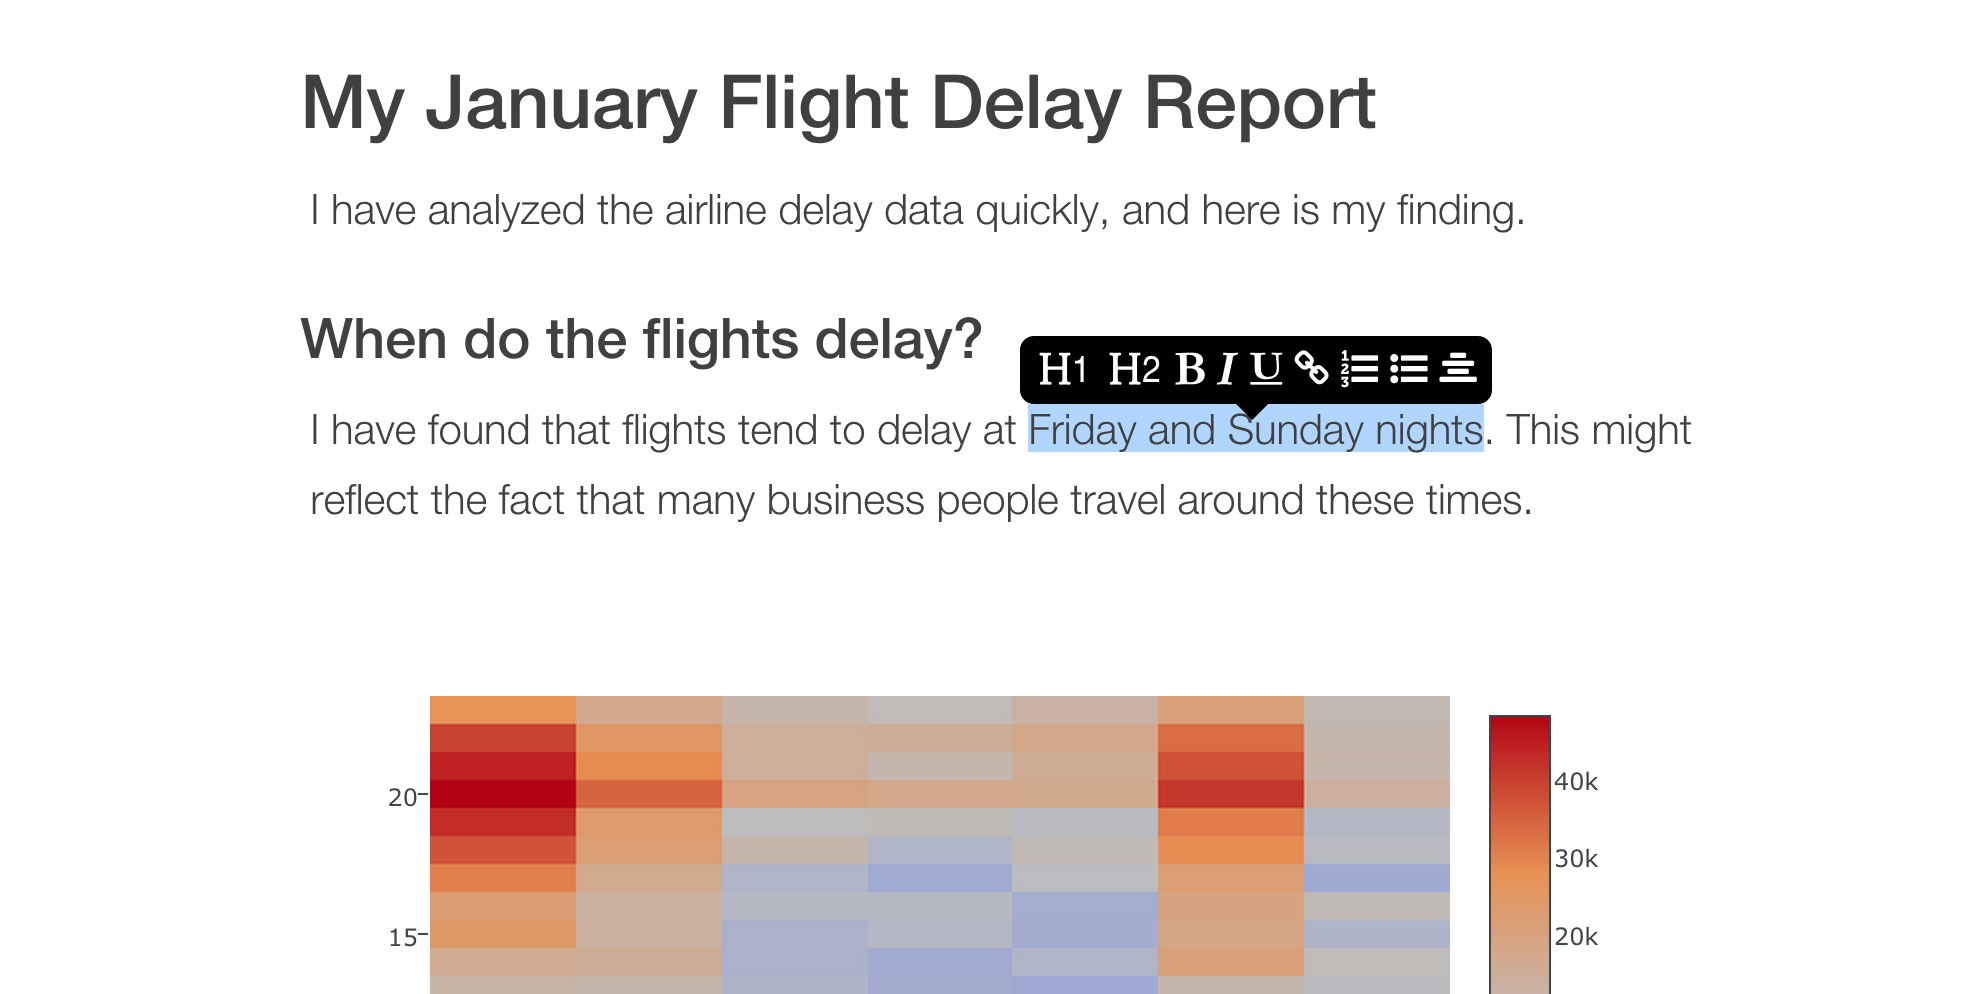 My January Flight Delay Report
I have analyzed the airline delay data quickly, and here is my finding.
When do the flights delay?
H1 H2 B I U
I have found that flights tend to delay at Friday and Sunday nights. This might
reflect the fact that many business people travel around these times.
20
15
40k
30k
20k